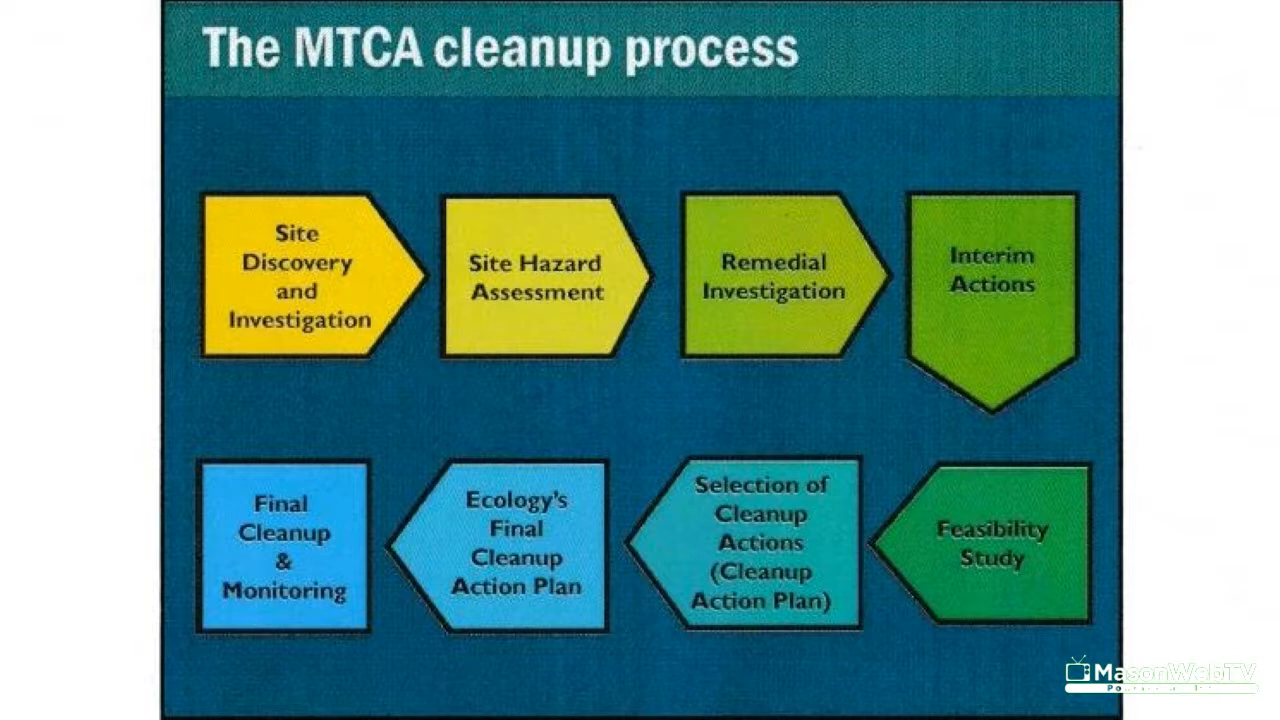 The MTCA cleanup process
Site
Discovery
and
Investigation
Site Hazard
Assessment
Remedial
Investigation
Interim
Actions
Feasibility
Study
Selection of
Cleanup
Actions
(Cleanup
Action Plan)
Ecology's
Final
Cleanup
Action Plan
Final
Cleanup
&
Monitoring
MasonWebTV